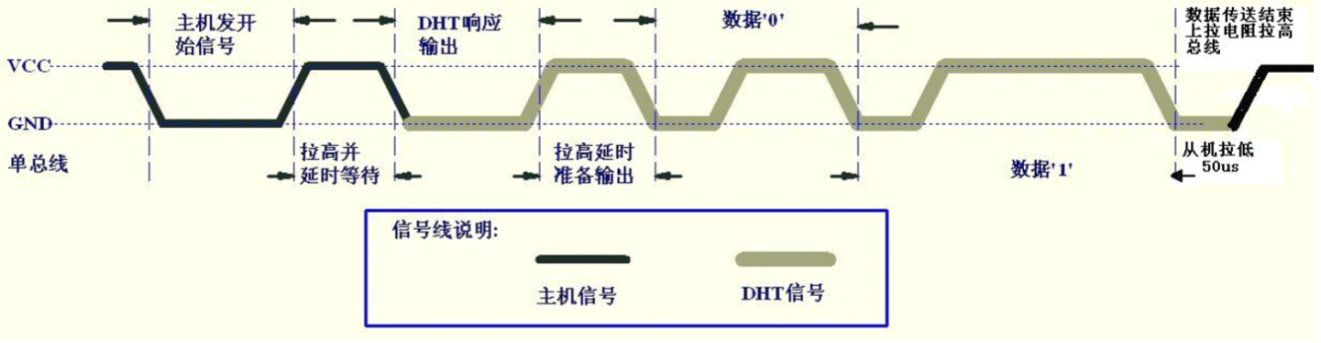 主机发开
始信号
DHT响应
输出
数据'0'
数据传送结束
上拉电阻拉高
总线
VCC
GND
单总线
拉高并
延时等待
拉高延时
准备输出
数据'1'
从机拉低
50us
信号线说明:
主机信号
DHT信号